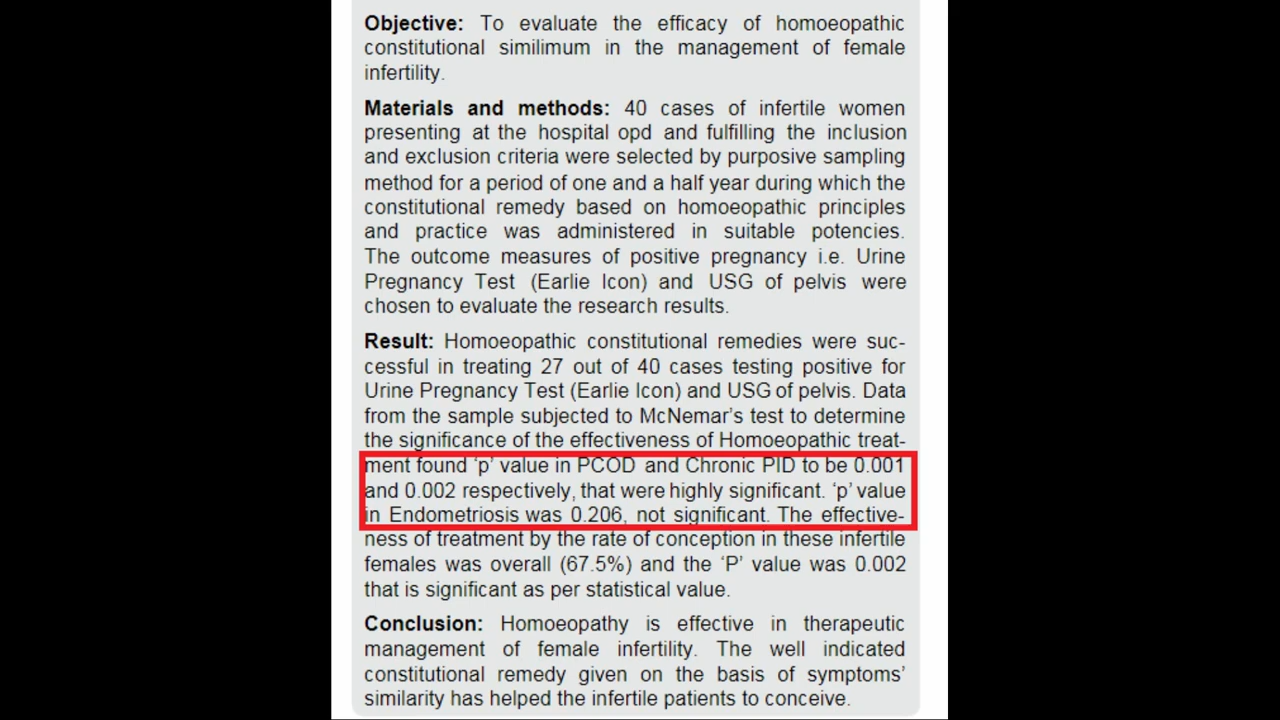 Objective: To evaluate the efficacy of homoeopathic
constitutional similimum in the management of female
infertility.
Materials and methods: 40 cases of infertile women
presenting at the hospital opd and fulfilling the inclusion
and exclusion criteria were selected by purposive sampling
method for a period of one and a half year during which the
constitutional remedy based on homoeopathic principles
and practice was administered in suitable potencies.
The outcome measures of positive pregnancy i.e. Urine
Pregnancy Test (Earlie Icon) and USG of pelvis were
chosen to evaluate the research results.
Result: Homoeopathic constitutional remedies were suc-
cessful in treating 27 out of 40 cases testing positive for
Urine Pregnancy Test (Earlie Icon) and USG of pelvis. Data
from the sample subjected to McNemar's test to determine
the significance of the effectiveness of Homoeopathic treat-
ment found 'p' value in PCOD and Chronic PID to be 0.001
and 0.002 respectively, that were highly significant. 'p' value
in Endometriosis was 0.206, not significant. The effective-
ness of treatment by the rate of conception in these infertile
females was overall (67.5%) and the 'P' value was 0.002
that is significant as per statistical value.
Conclusion: Homoeopathy is effective in therapeutic
management of female infertility. The well indicated
constitutional remedy given on the basis of symptoms'
similarity has helped the infertile patients to conceive.